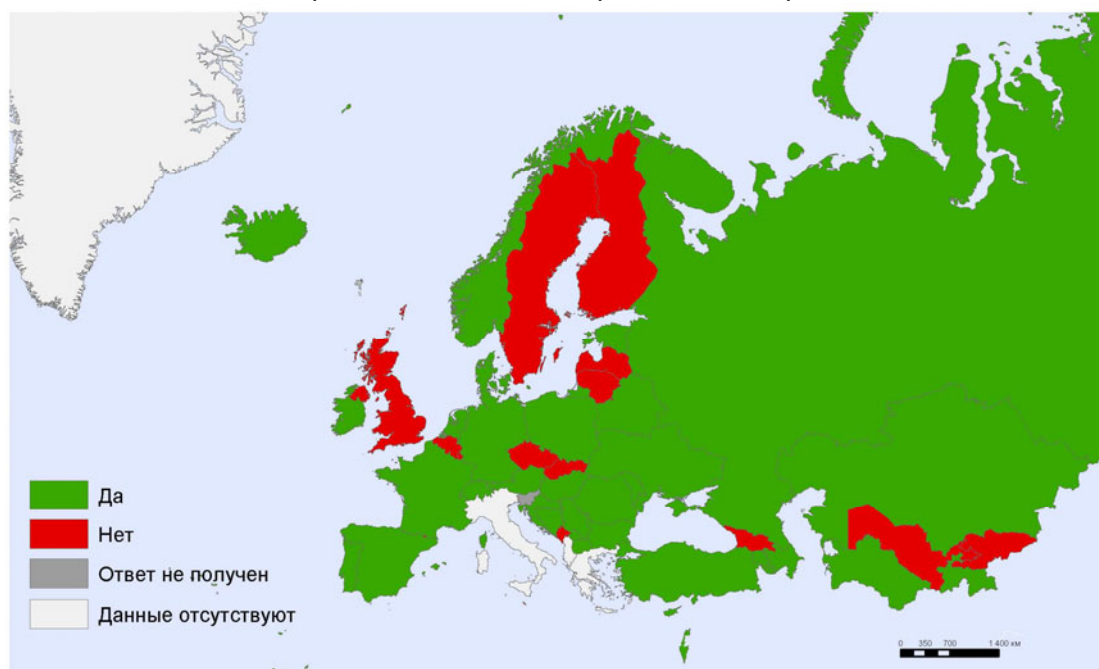 Да
Нет
Ответ не получен
Данные отсутствуют
0 350 700 1 400 км